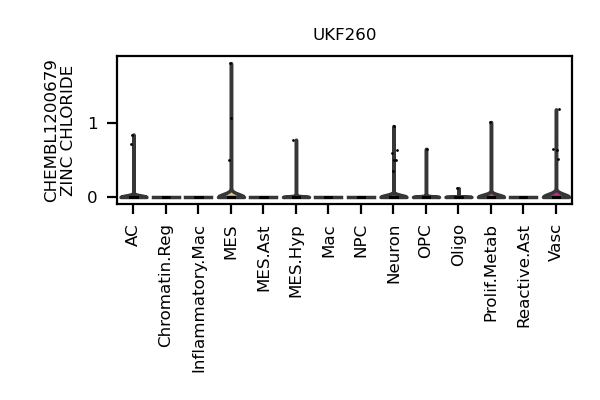 UKF260
CHEMBL1200679
ZINC CHLORIDE
1
0
AC
Chromatin.Reg
Inflammatory.Mac
MES
MES.Ast
MES.Hyp
Mac
NPC
Neuron
OPC
Oligo
Prolif.Metab
Reactive.Ast
Vasc